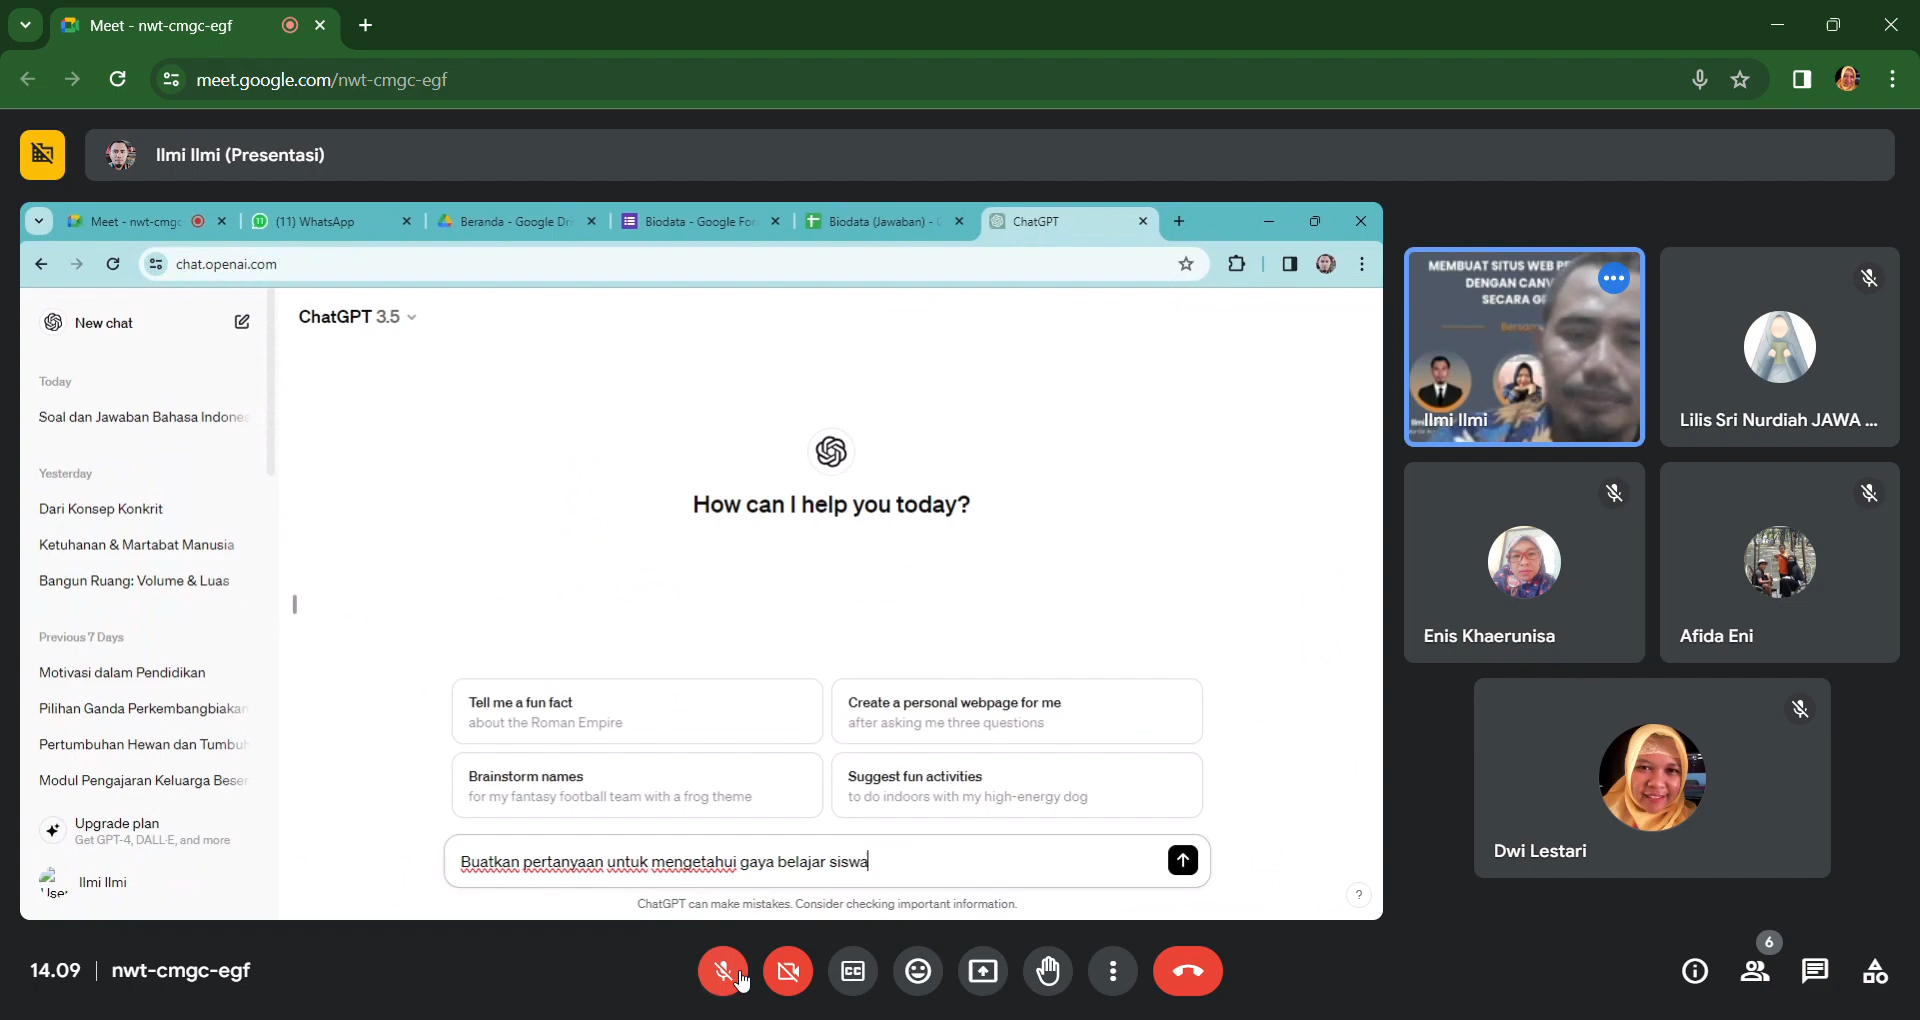 Meet - nwt-cmgc-egf
meet.google.com/nwt-cmgc-egf
Ilmi Ilmi (Presentasi)
Meet - nwt-cmgc
(11) WhatsApp
Beranda - Google Dr
Biodata - Google For
Biodata (Jawaban) - G
ChatGPT
chat.openai.com
New chat
ChatGPT 3.5
Today
Soal dan Jawaban Bahasa Indones
Yesterday
Dari Konsep Konkrit
Ketuhanan & Martabat Manusia
Bangun Ruang: Volume & Luas
Previous 7 Days
Motivasi dalam Pendidikan
Pilihan Ganda Perkembangbiakan
Pertumbuhan Hewan dan Tumbuh
Modul Pengajaran Keluarga Beser
Upgrade plan
Get GPT-4, DALL·E, and more
User
Ilmi Ilmi
How can I help you today?
Tell me a fun fact
about the Roman Empire
Create a personal webpage for me
after asking me three questions
Brainstorm names
for my fantasy football team with a frog theme
Suggest fun activities
to do indoors with my high-energy dog
Buatkan pertanyaan untuk mengetahui gaya belajar siswa
ChatGPT can make mistakes. Consider checking important information.
?
MEMBUAT SITUS WEB
DENGAN CANV
SECARA G
Bersam
Ilmi Ilmi
Lilis Sri Nurdiah JAWA ...
Enis Khaerunisa
Afida Eni
Dwi Lestari
14.09 | nwt-cmgc-egf
CC
6